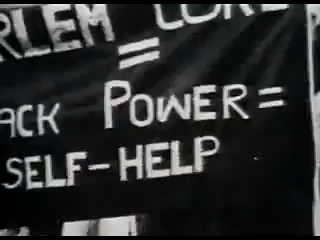 RLEM CORE
=
ACK POWER =
SELF-HELP